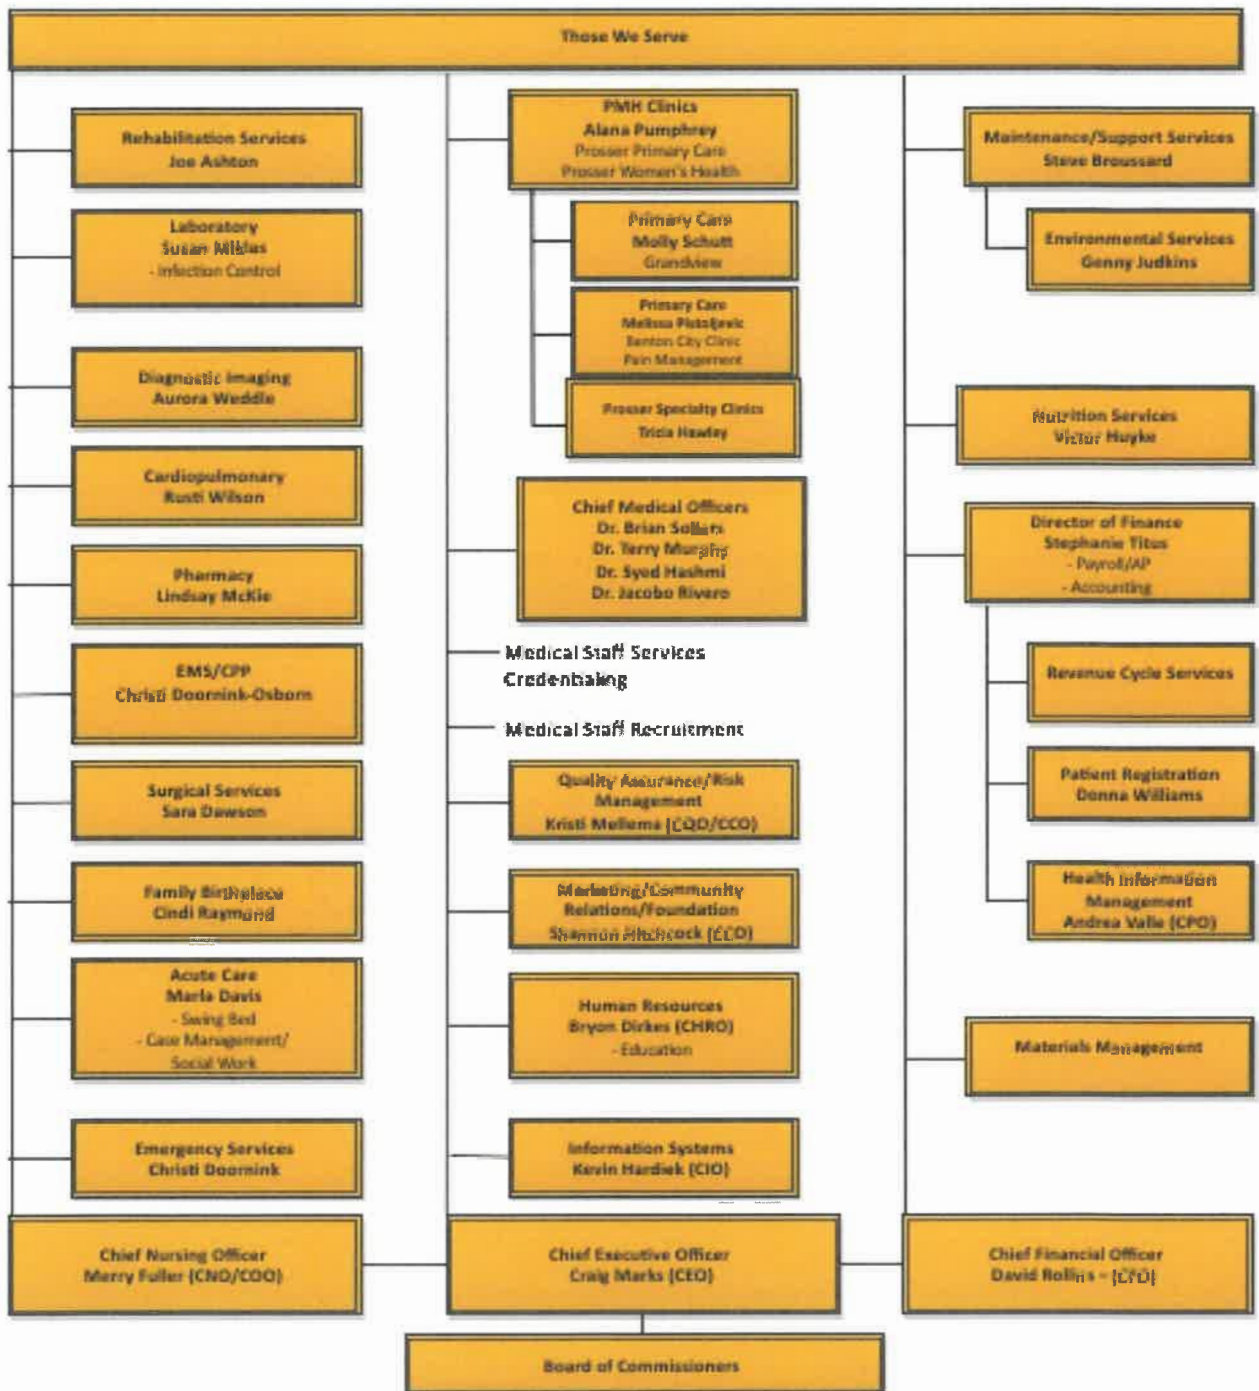 Those We Serve
Rehabilitation Services
Joe Ashton
Laboratory
Susan Miklas
- Infection Control
Diagnostic Imaging
Aurora Weddle
Cardiopulmonary
Rusti Wilson
Pharmacy
Lindsay McKie
EMS/CPP
Christi Doornink-Osborn
Surgical Services
Sara Dawson
Family Birthplace
Cindi Raymond
Acute Care
Marla Davis
- Swing Bed
- Case Management/
Social Work
Emergency Services
Christi Doornink
Chief Nursing Officer
Merry Fuller (CNO/COO)
PMH Clinics
Alana Pumphrey
Prosser Primary Care
Prosser Women's Health
Primary Care
Molly Schutt
Grandview
Primary Care
Melissa
Benton City Clinic
Pain Management
Prosser Specialty Clinics
Tricia Hawley
Chief Medical Officers
Dr. Brian Sollers
Dr. Terry Murphy
Dr. Syed Hashmi
Dr. Jacobo Rivero
Medical Staff Services
Credentialing
Medical Staff Recruitment
Quality Assurance/Risk
Management
Kristi Mellema (CQO/CCO)
Marketing/Community
Relations/Foundation
Shannon Hitchcock (CCO)
Human Resources
Bryon Dirkes (CHRO)
- Education
Information Systems
Kevin Hardiek (CIO)
Chief Executive Officer
Craig Marks (CEO)
Maintenance/Support Services
Steve Broussard
Environmental Services
Genny Judkins
Nutrition Services
Victor Huyke
Director of Finance
Stephanie Titus
- Payroll/AP
- Accounting
Revenue Cycle Services
Patient Registration
Donna Williams
Health Information
Management
Andrea Valle (CPO)
Materials Management
Chief Financial Officer
David Rollins – (CFO)
Board of Commissioners